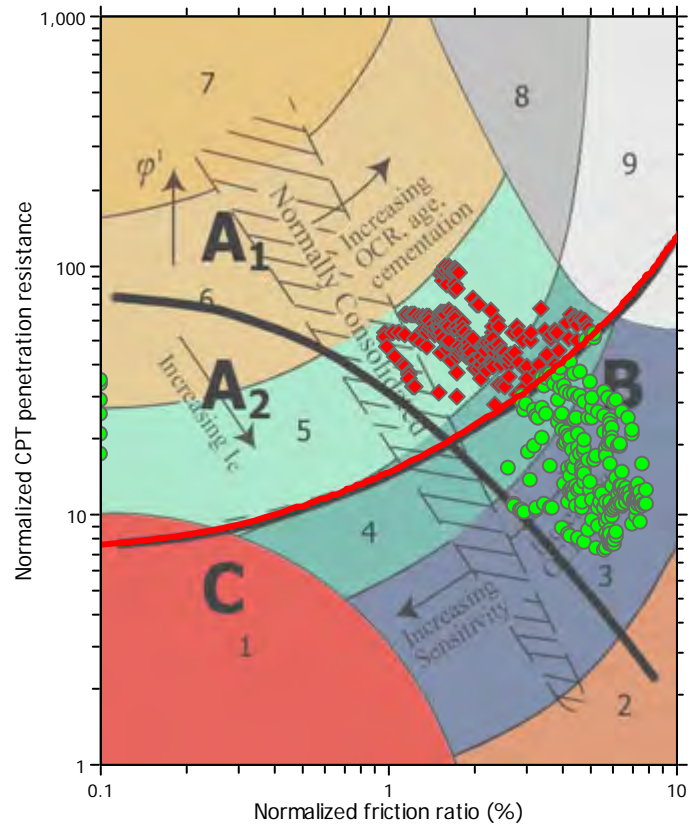 1,000
100
10
1
0.1
1
10
Normalized friction ratio (%)
Normalized CPT penetration resistance
7
8
9
φ'
A1
Normally Consolidated
Increasing
OCR, age,
cementation
6
A2
Increasing Ic
5
B
4
3
C
1
Increasing
Sensitivity
2